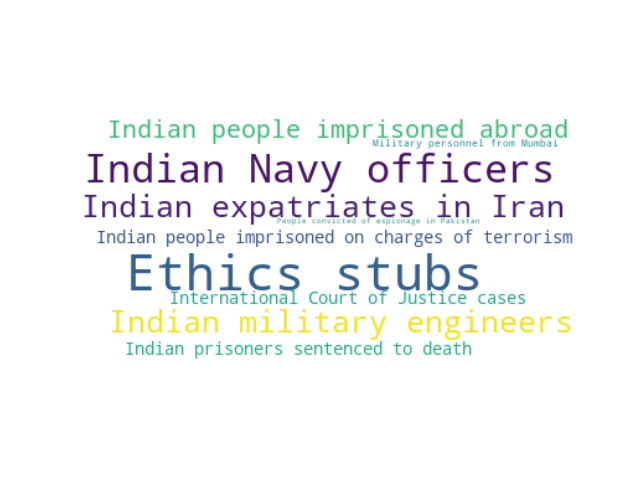 Indian people imprisoned abroad
Military personnel from Mumbai
Indian Navy officers
Indian expatriates in Iran
People convicted of espionage in Pakistan
Indian people imprisoned on charges of terrorism
Ethics stubs
International Court of Justice cases
Indian military engineers
Indian prisoners sentenced to death